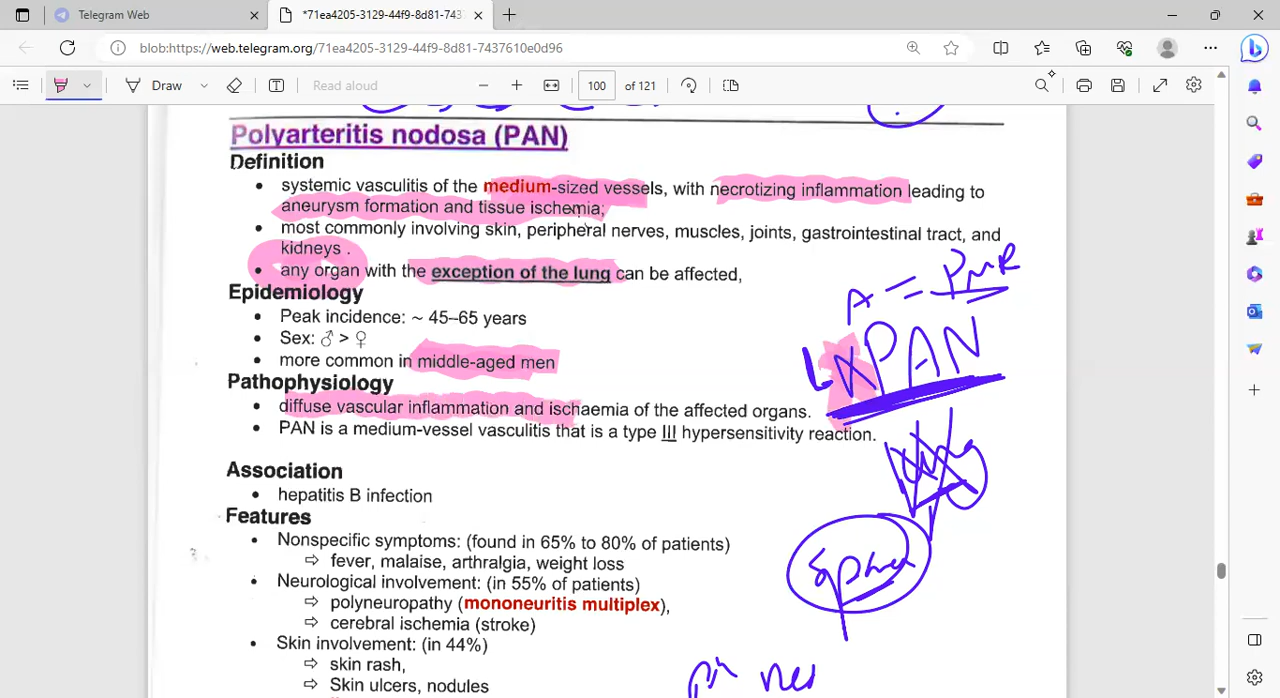 Telegram Web
*71ea4205-3129-44f9-8d81-743
blob:https://web.telegram.org/71ea4205-3129-44f9-8d81-7437610e0d96
Draw
Read aloud
100 of 121
Polyarteritis nodosa (PAN)
Definition
• systemic vasculitis of the medium-sized vessels, with necrotizing inflammation leading to
aneurysm formation and tissue ischemia;
• most commonly involving skin, peripheral nerves, muscles, joints, gastrointestinal tract, and
kidneys .
• any organ with the exception of the lung can be affected,
A = PMR
Epidemiology
• Peak incidence: ~ 45–65 years
• Sex: ♂ > ♀
• more common in middle-aged men
PAN
Pathophysiology
• diffuse vascular inflammation and ischaemia of the affected organs.
• PAN is a medium-vessel vasculitis that is a type III hypersensitivity reaction.
Association
• hepatitis B infection
Features
• Nonspecific symptoms: (found in 65% to 80% of patients)
⇨ fever, malaise, arthralgia, weight loss
• Neurological involvement: (in 55% of patients)
⇨ polyneuropathy (mononeuritis multiplex),
⇨ cerebral ischemia (stroke)
• Skin involvement: (in 44%)
⇨ skin rash,
⇨ Skin ulcers, nodules